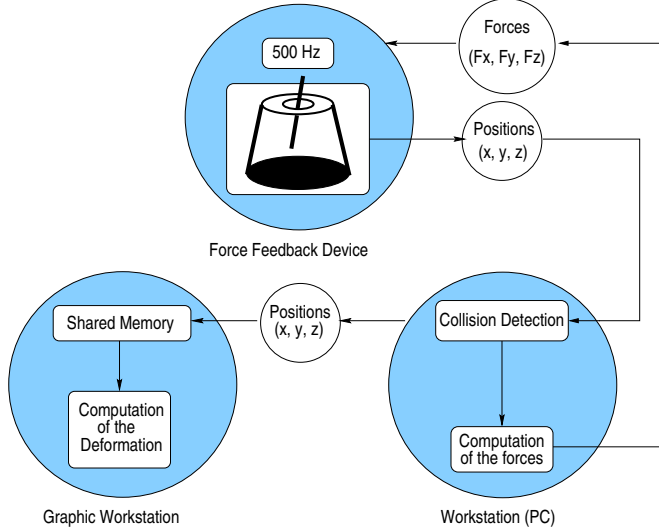 Forces
(Fx, Fy, Fz)
500 Hz
Positions
(x, y, z)
Force Feedback Device
Positions
(x, y, z)
Shared Memory
Collision Detection
Computation
of the
Deformation
Computation
of the forces
Graphic Workstation
Workstation (PC)